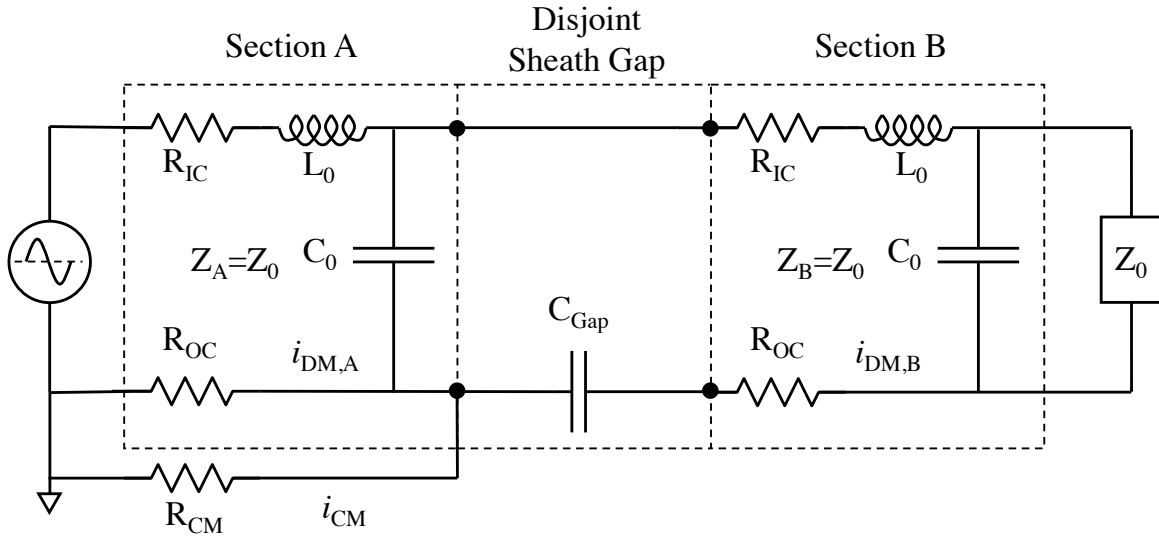 Disjoint
Section A Sheath Gap Section B
R_IC L_0 R_IC L_0
Z_A=Z_0 C_0 Z_B=Z_0 C_0 Z_0
C_Gap
R_OC i_DM,A R_OC i_DM,B
R_CM i_CM